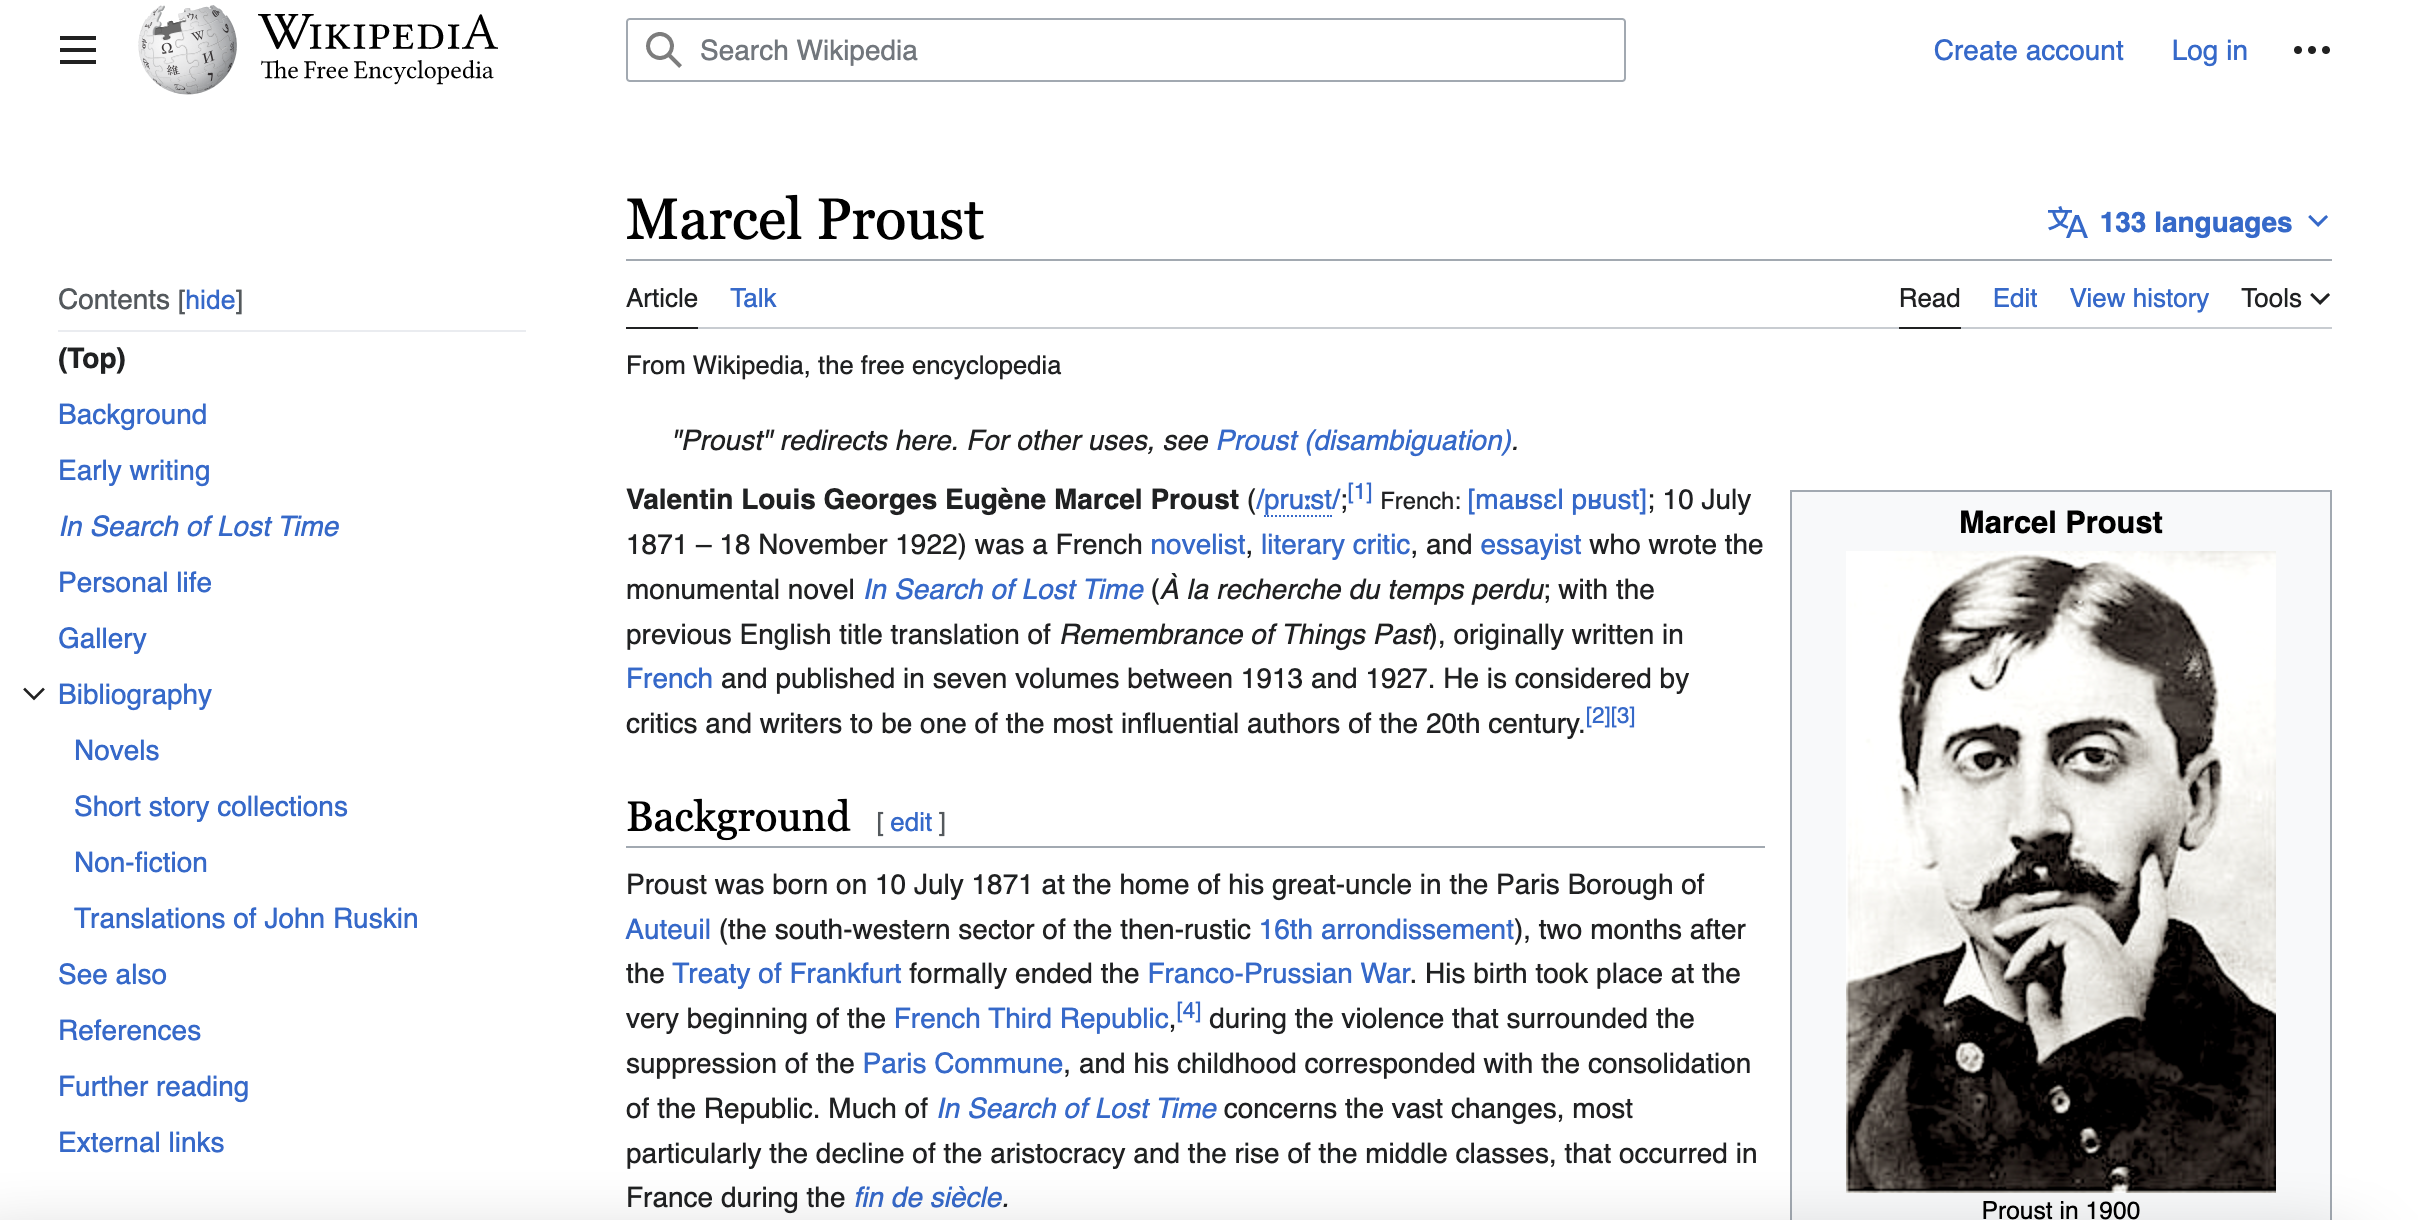 WIKIPEDIA
The Free Encyclopedia
Search Wikipedia
Create account
Log in
Marcel Proust
133 languages
Contents [hide]
(Top)
Background
Early writing
In Search of Lost Time
Personal life
Gallery
Bibliography
Novels
Short story collections
Non-fiction
Translations of John Ruskin
See also
References
Further reading
External links
Article Talk
Read Edit View history Tools
From Wikipedia, the free encyclopedia
"Proust" redirects here. For other uses, see Proust (disambiguation).
Valentin Louis Georges Eugène Marcel Proust (/pruːst/;[1] French: [maʁsɛl pʁust]; 10 July
1871 – 18 November 1922) was a French novelist, literary critic, and essayist who wrote the
monumental novel In Search of Lost Time (À la recherche du temps perdu; with the
previous English title translation of Remembrance of Things Past), originally written in
French and published in seven volumes between 1913 and 1927. He is considered by
critics and writers to be one of the most influential authors of the 20th century.[2][3]
Background [ edit ]
Proust was born on 10 July 1871 at the home of his great-uncle in the Paris Borough of
Auteuil (the south-western sector of the then-rustic 16th arrondissement), two months after
the Treaty of Frankfurt formally ended the Franco-Prussian War. His birth took place at the
very beginning of the French Third Republic,[4] during the violence that surrounded the
suppression of the Paris Commune, and his childhood corresponded with the consolidation
of the Republic. Much of In Search of Lost Time concerns the vast changes, most
particularly the decline of the aristocracy and the rise of the middle classes, that occurred in
France during the fin de siècle.
Marcel Proust
Proust in 1900